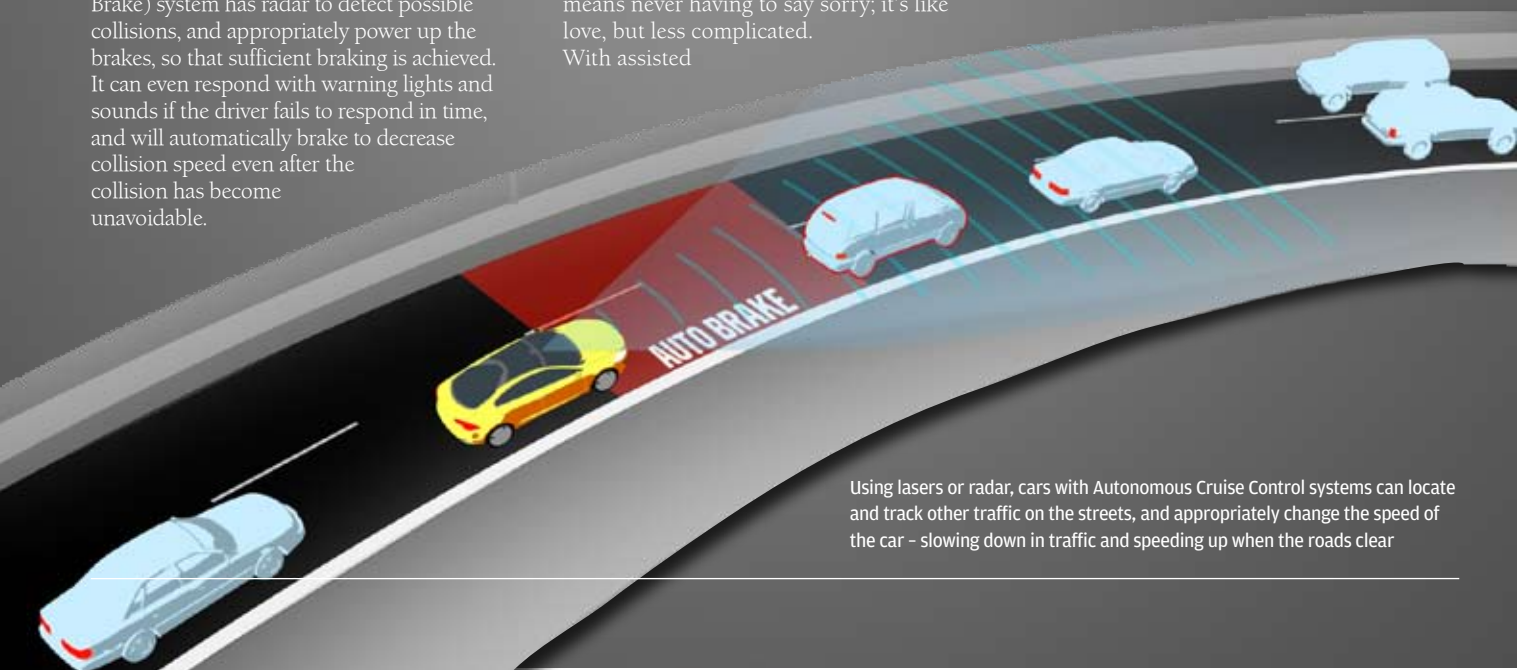 Brake) system has radar to detect possible
collisions, and appropriately power up the
brakes, so that sufficient braking is achieved.
It can even respond with warning lights and
sounds if the driver fails to respond in time,
and will automatically brake to decrease
collision speed even after the
collision has become
unavoidable.
means never having to say sorry; it's like
love, but less complicated.
With assisted
AUTO BRAKE
Using lasers or radar, cars with Autonomous Cruise Control systems can locate
and track other traffic on the streets, and appropriately change the speed of
the car – slowing down in traffic and speeding up when the roads clear